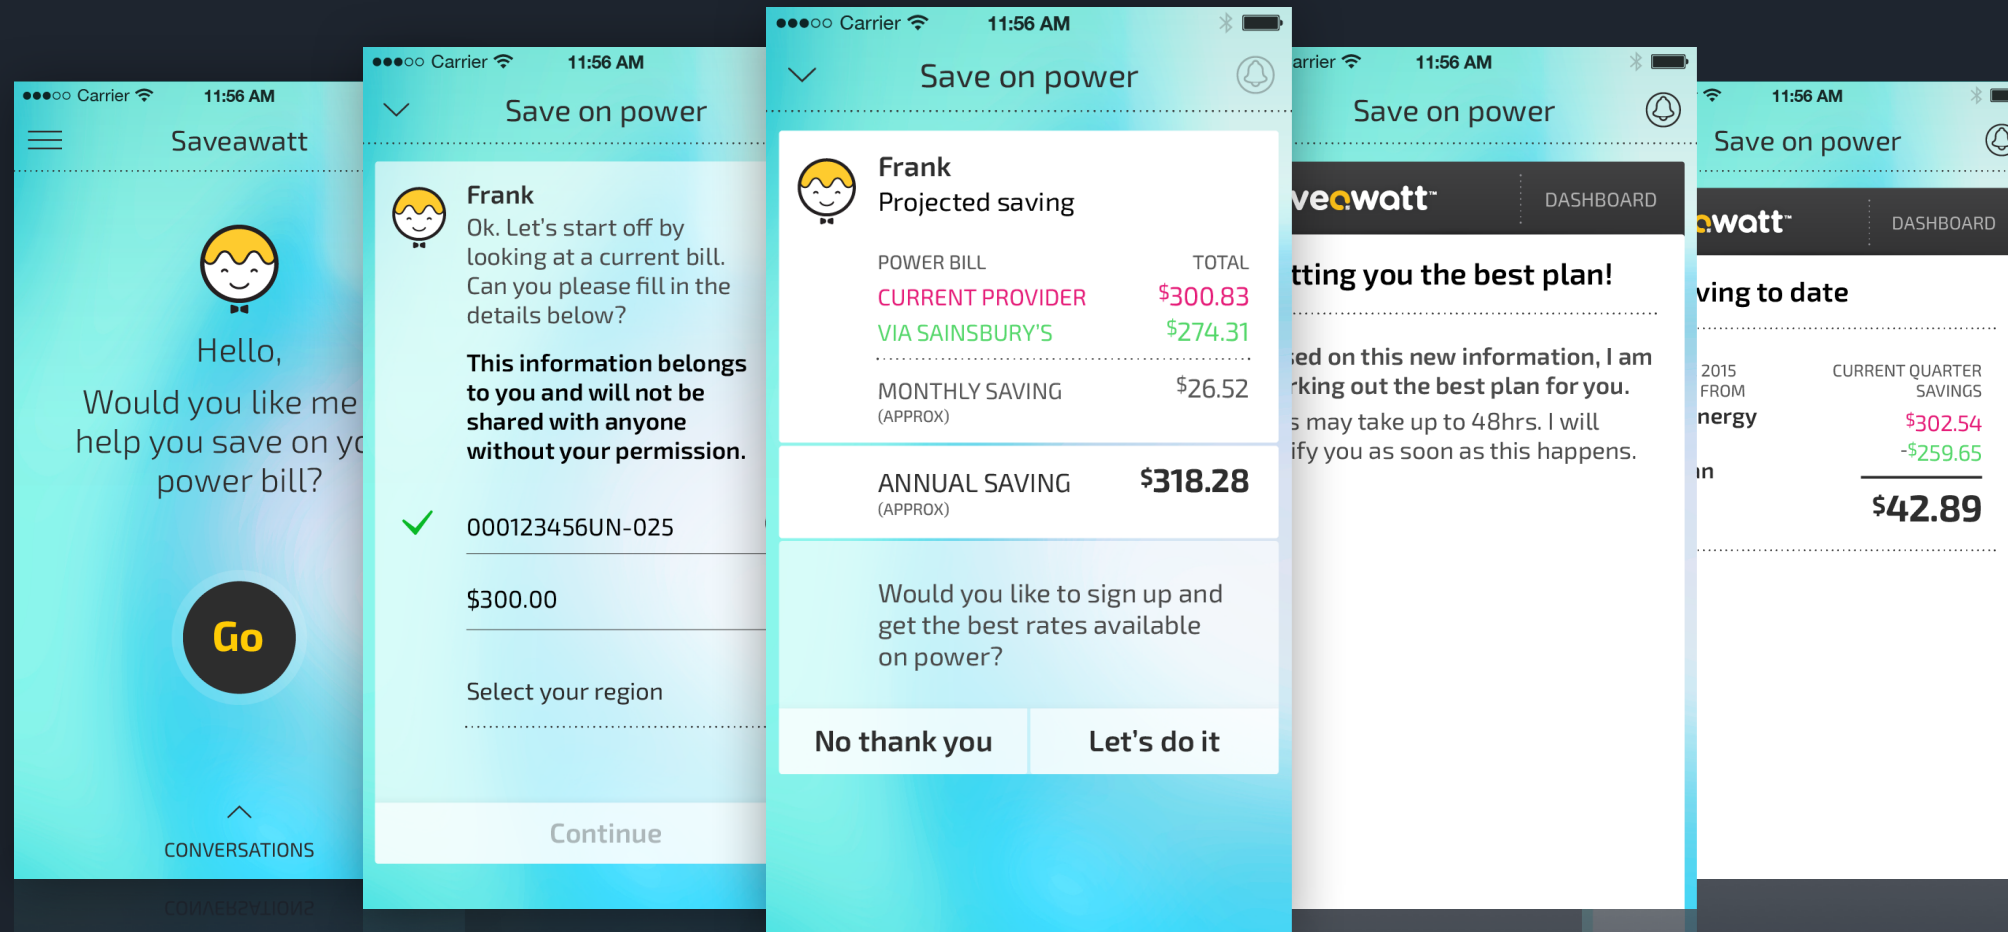 Carrier 11:56 AM
Saveawatt
Hello,
Would you like me
help you save on yo
power bill?
Go
CONVERSATIONS
Carrier 11:56 AM
Save on power
Frank
Ok. Let's start off by
looking at a current bill.
Can you please fill in the
details below?
This information belongs
to you and will not be
shared with anyone
without your permission.
000123456UN-025
$300.00
Select your region
Continue
Carrier 11:56 AM
Save on power
Frank
Projected saving
POWER BILL TOTAL
CURRENT PROVIDER $300.83
VIA SAINSBURY'S $274.31
MONTHLY SAVING $26.52
(APPROX)
ANNUAL SAVING $318.28
(APPROX)
Would you like to sign up and
get the best rates available
on power?
No thank you Let's do it
arrier 11:56 AM
Save on power
veawatt™ DASHBOARD
tting you the best plan!
sed on this new information, I am
rking out the best plan for you.
s may take up to 48hrs. I will
ify you as soon as this happens.
11:56 AM
Save on power
awatt™ DASHBOARD
ving to date
2015 CURRENT QUARTER
FROM SAVINGS
nergy $302.54
-$259.65
an
$42.89